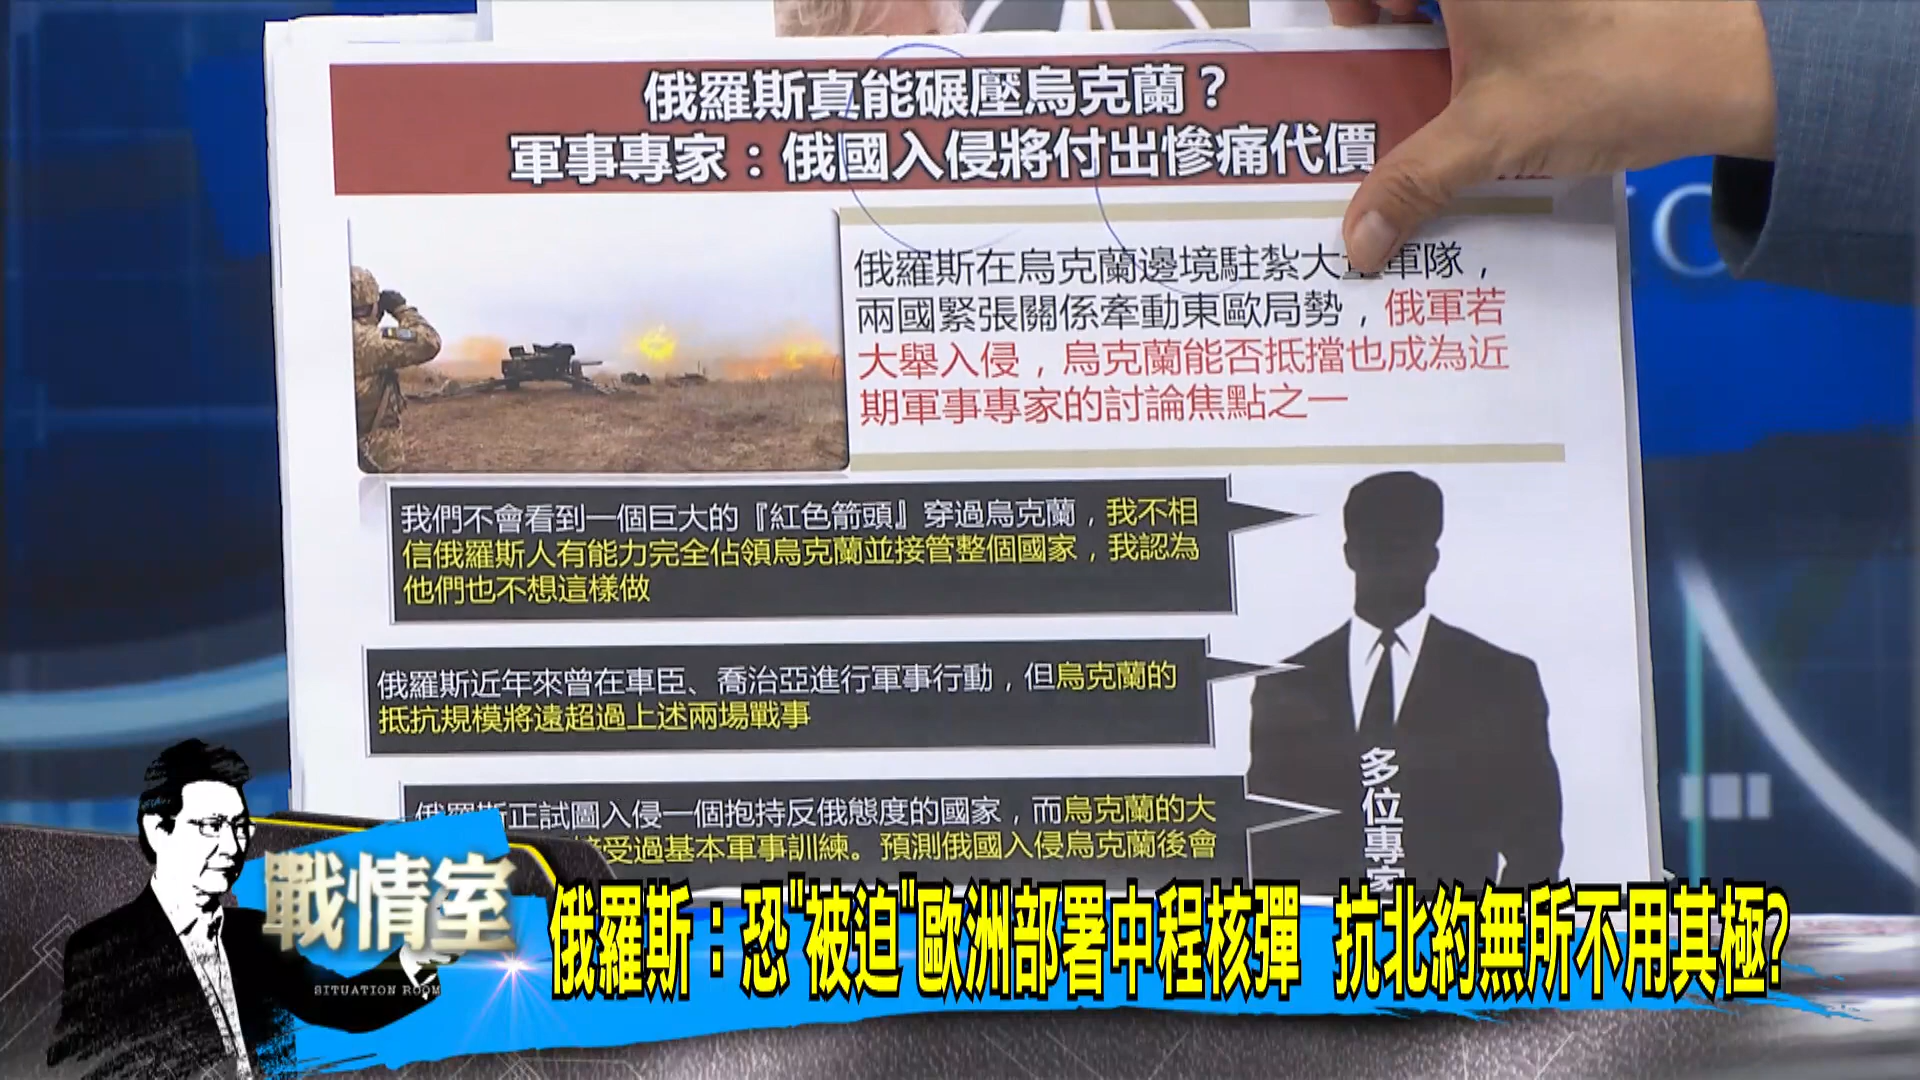 俄羅斯真能碾壓烏克蘭？
軍事專家：俄國入侵將付出慘痛代價
俄羅斯在烏克蘭邊境駐紮大量軍隊，
兩國緊張關係牽動東歐局勢，俄軍若
大舉入侵，烏克蘭能否抵擋也成為近
期軍事專家的討論焦點之一
我們不會看到一個巨大的『紅色箭頭』穿過烏克蘭，我不相
信俄羅斯人有能力完全佔領烏克蘭並接管整個國家，我認為
他們也不想這樣做
俄羅斯近年來曾在車臣、喬治亞進行軍事行動，但烏克蘭的
抵抗規模將遠超過上述兩場戰事
俄羅斯正試圖入侵一個抱持反俄態度的國家，而烏克蘭的大
接受過基本軍事訓練。預測俄國入侵烏克蘭後會
多位專家
戰情室
SITUATION ROOM
俄羅斯：恐"被迫"歐洲部署中程核彈 抗北約無所不用其極?